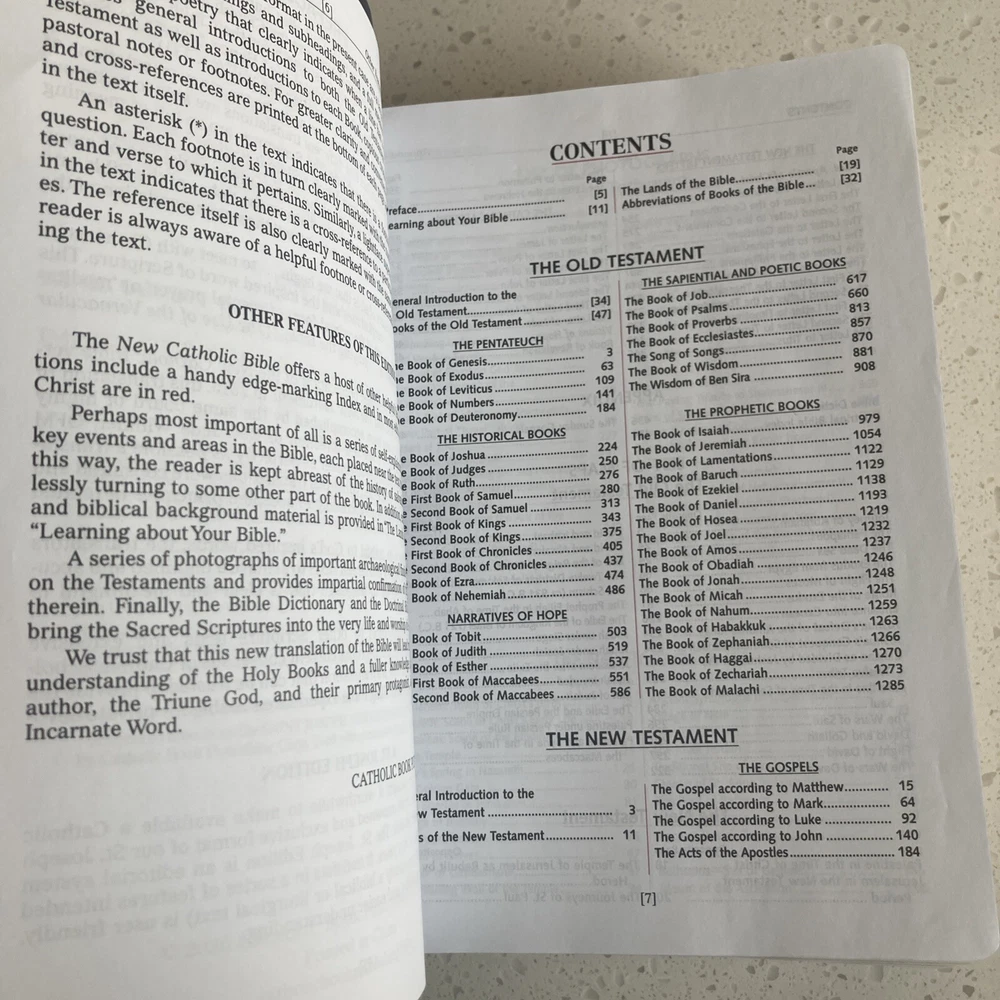 [6]
format in the present case
ings and subheadings, and a full
poetry that clearly indicates when a
general introductions to both the Old
Testament as well as introductions to each Book,
pastoral notes or footnotes. For greater clarity and
and cross-references are printed at the bottom of each
in the text itself.
An asterisk (*) in the text indicates that there is a
question. Each footnote is in turn clearly marked with the
ter and verse to which it pertains. Similarly, a
in the text indicates that there is a cross-reference to a
es. The reference itself is also clearly marked with the
reader is always aware of a helpful footnote or
ing the text.
OTHER FEATURES OF THIS
The New Catholic Bible offers a host of other
tions include a handy edge-marking Index and in
Christ are in red.
Perhaps most important of all is a series of
key events and areas in the Bible, each placed near the
this way, the reader is kept abreast of the history of
lessly turning to some other part of the book. In
and biblical background material is provided in "The
"Learning about Your Bible."
A series of photographs of important archaeological
on the Testaments and provides impartial
therein. Finally, the Bible Dictionary and the Doctrinal
bring the Sacred Scriptures into the very life and worship
We trust that this new translation of the Bible will
understanding of the Holy Books and a fuller
author, the Triune God, and their primary
Incarnate Word.
CATHOLIC BOOK
CONTENTS
Page
reface.................................................... [5]
earning about Your Bible................... [11]
Page
The Lands of the Bible......................... [19]
Abbreviations of Books of the Bible... [32]
THE OLD TESTAMENT
eneral Introduction to the
Old Testament................................ [34]
ooks of the Old Testament................ [47]
THE PENTATEUCH
he Book of Genesis............................ 3
he Book of Exodus............................. 63
he Book of Leviticus.......................... 109
he Book of Numbers.......................... 141
he Book of Deuteronomy.................... 184
THE HISTORICAL BOOKS
e Book of Joshua............................... 224
e Book of Judges............................... 250
e Book of Ruth.................................. 276
e First Book of Samuel....................... 280
e Second Book of Samuel.................. 313
e First Book of Kings......................... 343
e Second Book of Kings..................... 375
e First Book of Chronicles.................. 405
Second Book of Chronicles................ 437
Book of Ezra..................................... 474
Book of Nehemiah............................ 486
NARRATIVES OF HOPE
Book of Tobit.................................... 503
Book of Judith................................... 519
Book of Esther................................... 537
First Book of Maccabees.................... 551
Second Book of Maccabees ............ 586
THE SAPIENTIAL AND POETIC BOOKS
The Book of Job................................. 617
The Book of Psalms........................... 660
The Book of Proverbs........................ 813
The Book of Ecclesiastes.................... 857
The Song of Songs............................. 870
The Book of Wisdom......................... 881
The Wisdom of Ben Sira ................... 908
THE PROPHETIC BOOKS
The Book of Isaiah............................. 979
The Book of Jeremiah........................ 1054
The Book of Lamentations................. 1122
The Book of Baruch........................... 1129
The Book of Ezekiel........................... 1138
The Book of Daniel............................ 1193
The Book of Hosea............................ 1219
The Book of Joel................................ 1232
The Book of Amos............................. 1237
The Book of Obadiah........................ 1246
The Book of Jonah............................. 1248
The Book of Micah............................ 1251
The Book of Nahum.......................... 1259
The Book of Habakkuk ..................... 1263
The Book of Zephaniah..................... 1266
The Book of Haggai.......................... 1270
The Book of Zechariah...................... 1273
The Book of Malachi ........................ 1285
THE NEW TESTAMENT
eral Introduction to the
w Testament ................................... 3
s of the New Testament................... 11
THE GOSPELS
The Gospel according to Matthew........... 15
The Gospel according to Mark................ 64
The Gospel according to Luke ................ 92
The Gospel according to John ................ 140
The Acts of the Apostles........................ 184
[7]